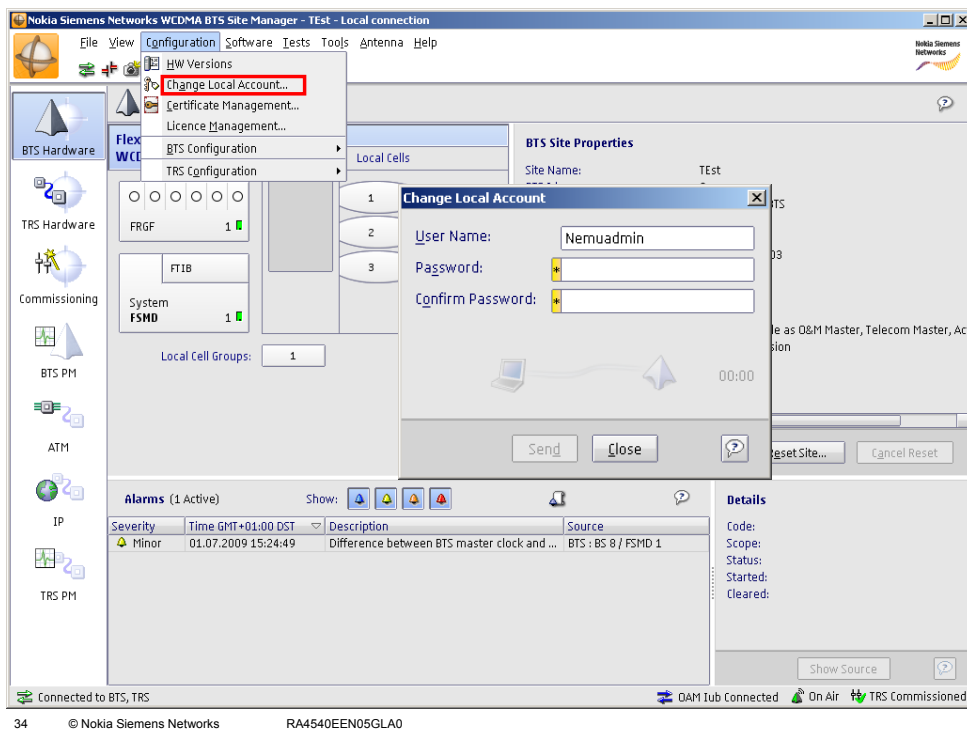 Nokia Siemens Networks WCDMA BTS Site Manager - TEst - Local connection
File View Configuration Software Tests Tools Antenna Help
Nokia Siemens
Networks
HW Versions
Change Local Account...
Certificate Management...
Licence Management...
BTS Configuration
TRS Configuration
BTS Hardware
TRS Hardware
Commissioning
BTS PM
ATM
IP
TRS PM
Flex
Local Cells
FRGF 1
FTIB
System
FSMD 1
1
2
3
Local Cell Groups: 1
BTS Site Properties
Site Name: TEst
BTS
03
le as O&M Master, Telecom Master, Ac
sion
Reset Site... Cancel Reset
Change Local Account
User Name: Nemuadmin
Password: *
Confirm Password: *
00:00
Send Close
Alarms (1 Active) Show:
Severity Time GMT+01:00 DST Description Source
Minor 01.07.2009 15:24:49 Difference between BTS master clock and ... BTS : BS 8 / FSMD 1
Details
Code:
Scope:
Status:
Started:
Cleared:
Show Source
Connected to BTS, TRS OAM Iub Connected On Air TRS Commissioned
34 © Nokia Siemens Networks RA4540EEN05GLA0